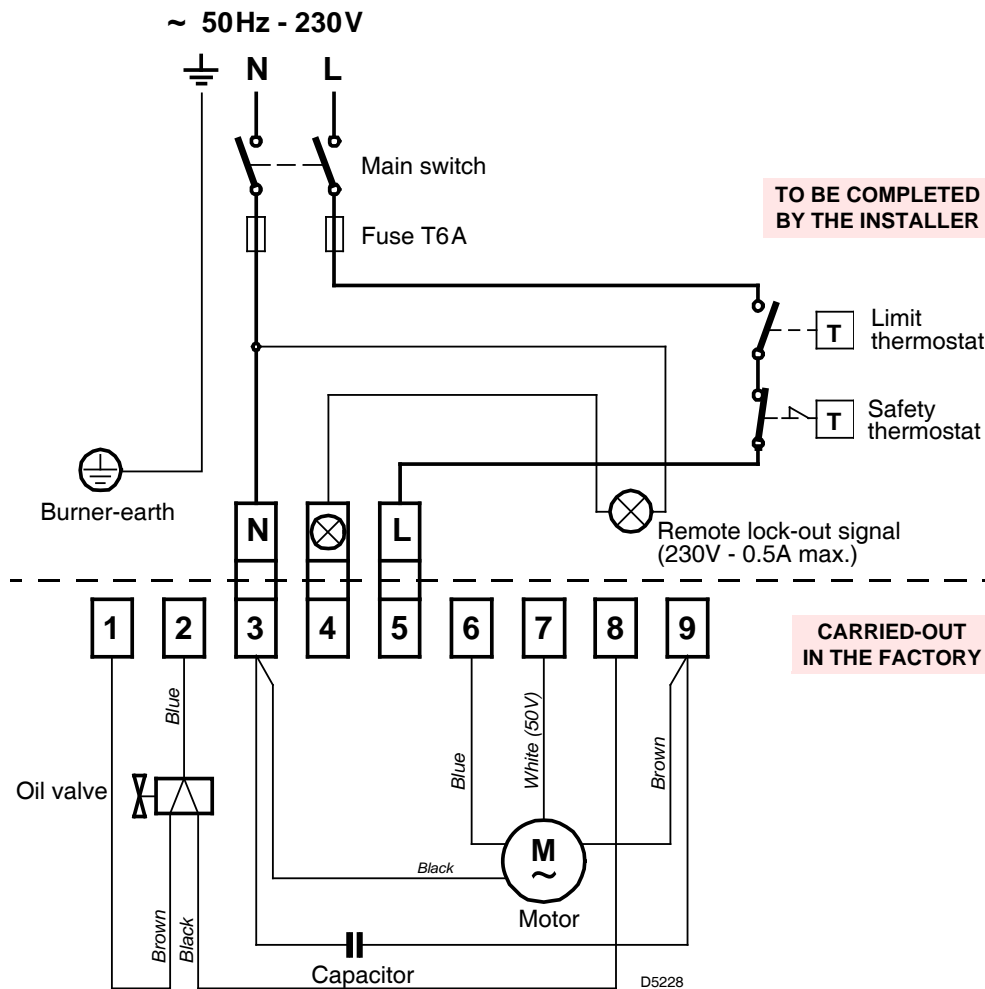 ~ 50Hz - 230V
N L
Main switch
TO BE COMPLETED
BY THE INSTALLER
Fuse T6A
T
Limit
thermostat
T
Safety
thermostat
Burner-earth
N L
Remote lock-out signal
(230V - 0.5A max.)
1 2 3 4 5 6 7 8 9
CARRIED-OUT
IN THE FACTORY
Blue
Blue
White (50V)
Brown
Oil valve
M
~
Black
Motor
Brown
Black
Capacitor
D5228